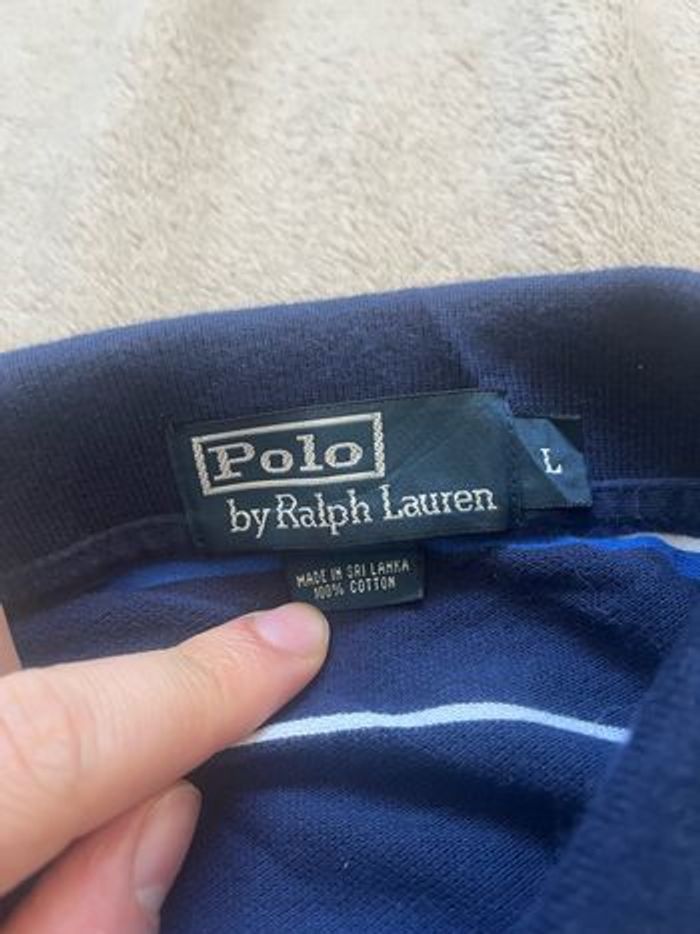 Polo
by Ralph Lauren
L
MADE IN SRI LANKA
100% COTTON